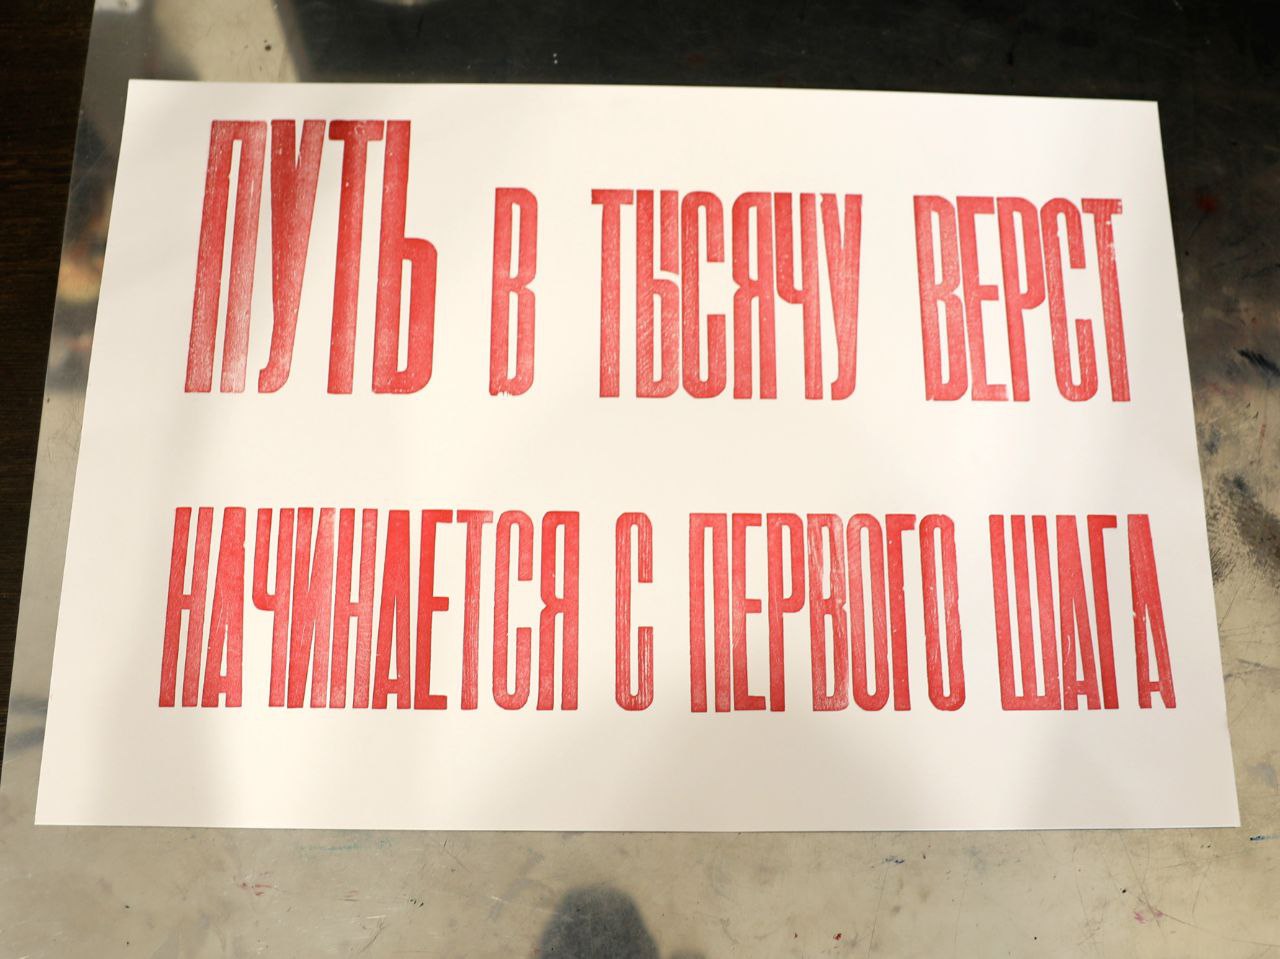 ПУТЬ В ТЫСЯЧУ ВЕРСТ
НАЧИНАЕТСЯ С ПЕРВОГО ШАГА